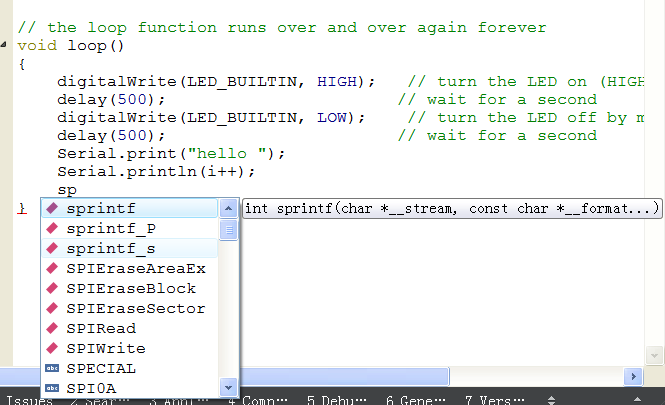 // the loop function runs over and over again forever
void loop()
{
digitalWrite(LED_BUILTIN, HIGH);   // turn the LED on (HIGH
delay(500);                       // wait for a second
digitalWrite(LED_BUILTIN, LOW);    // turn the LED off by m
delay(500);                       // wait for a second
Serial.print("hello ");
Serial.println(i++);
sp
}
sprintf
int sprintf(char *__stream, const char *__format...)
sprintf_P
sprintf_s
SPIEraseAreaEx
SPIEraseBlock
SPIEraseSector
SPIRead
SPIWrite
abc SPECIAL
abc SPI0A
Issues 2 Sear… 3 Appl… 4 Comp… 5 Debu… 6 Gene… 7 Vers…